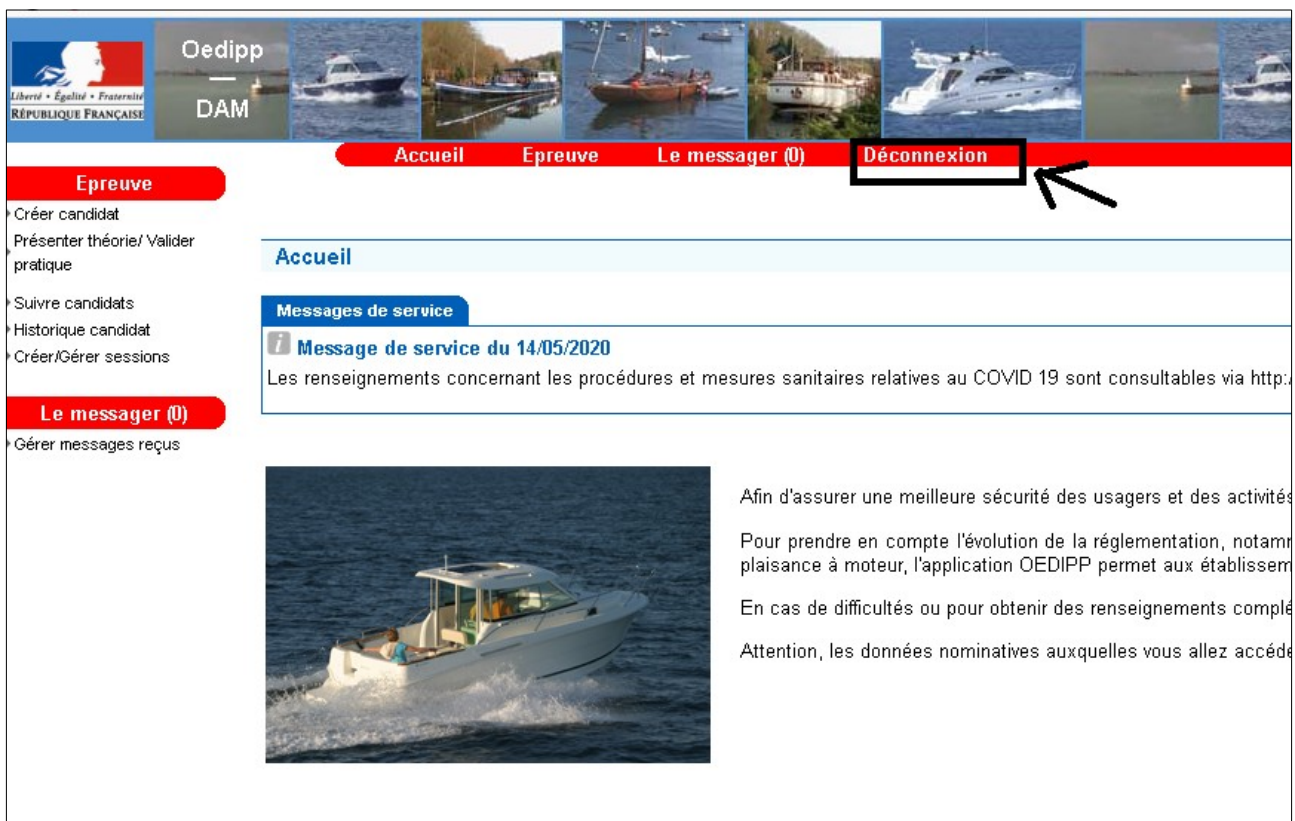 Liberté • Égalité • Fraternité
RÉPUBLIQUE FRANÇAISE
Oedipp
—
DAM
Accueil Epreuve Le messager (0) Déconnexion
Epreuve
Créer candidat
Présenter théorie/ Valider
pratique
Suivre candidats
Historique candidat
Créer/Gérer sessions
Le messager (0)
Gérer messages reçus
Accueil
Messages de service
i Message de service du 14/05/2020
Les renseignements concernant les procédures et mesures sanitaires relatives au COVID 19 sont consultables via http:
Afin d'assurer une meilleure sécurité des usagers et des activités
Pour prendre en compte l'évolution de la réglementation, notam
plaisance à moteur, l'application OEDIPP permet aux établissem
En cas de difficultés ou pour obtenir des renseignements complé
Attention, les données nominatives auxquelles vous allez accéde